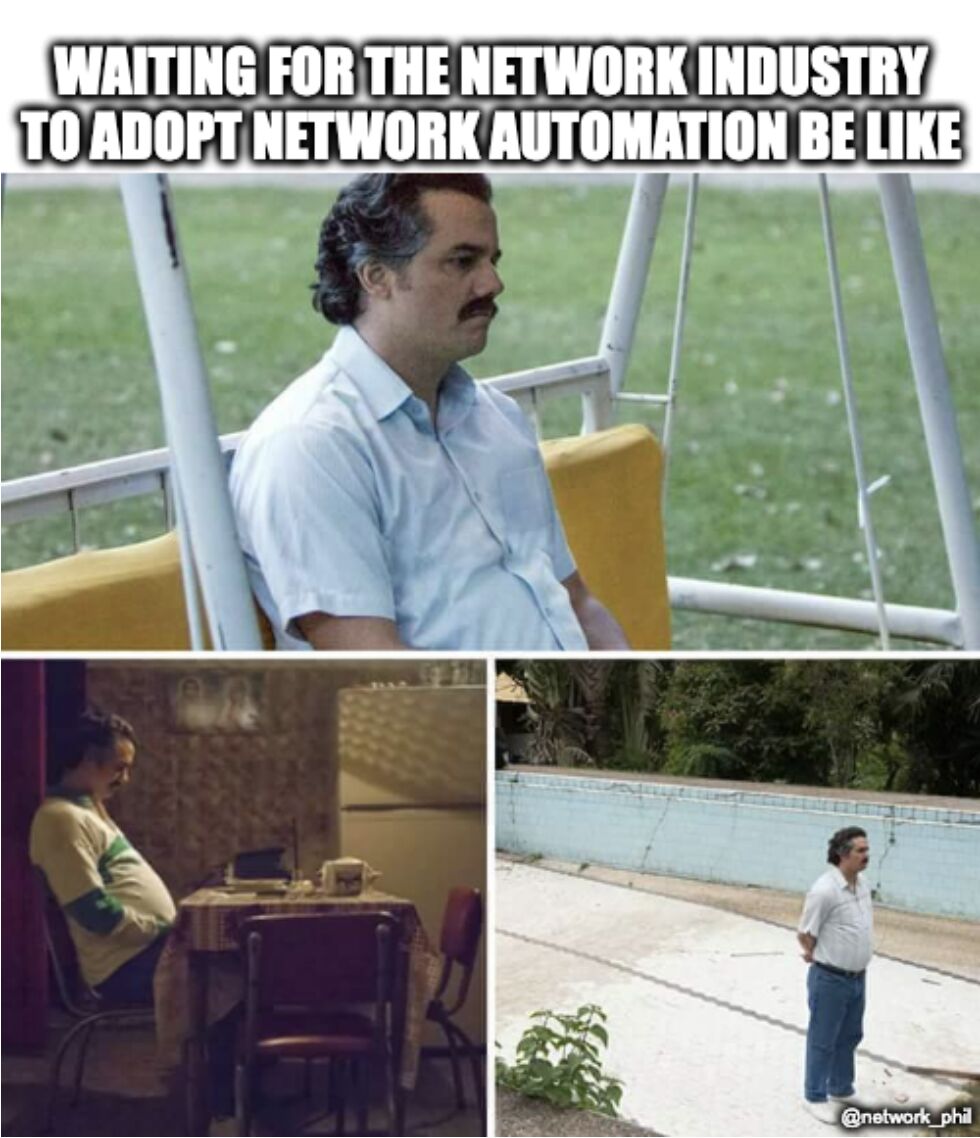 WAITING FOR THE NETWORK INDUSTRY
TO ADOPT NETWORK AUTOMATION BE LIKE
@network_phil